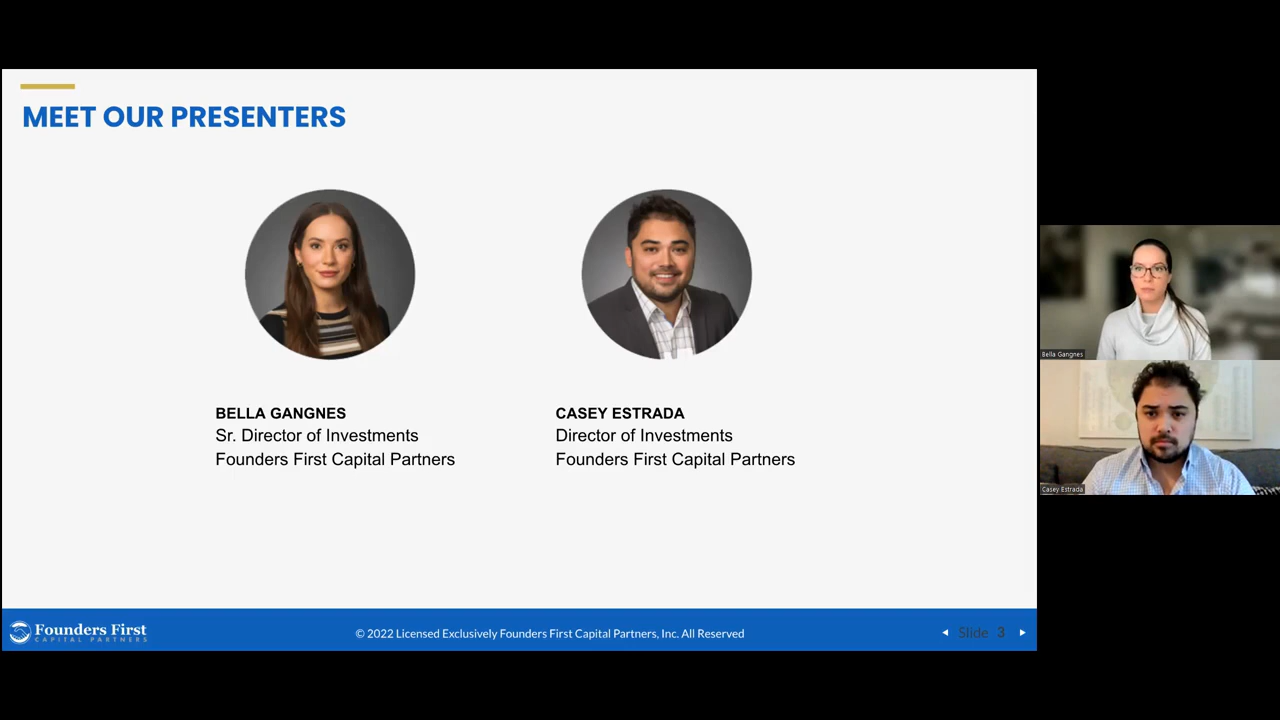 MEET OUR PRESENTERS
BELLA GANGNES
Sr. Director of Investments
Founders First Capital Partners
CASEY ESTRADA
Director of Investments
Founders First Capital Partners
Bella Gangnes
Casey Estrada
Founders First
CAPITAL PARTNERS
© 2022 Licensed Exclusively Founders First Capital Partners, Inc. All Reserved
Slide 3